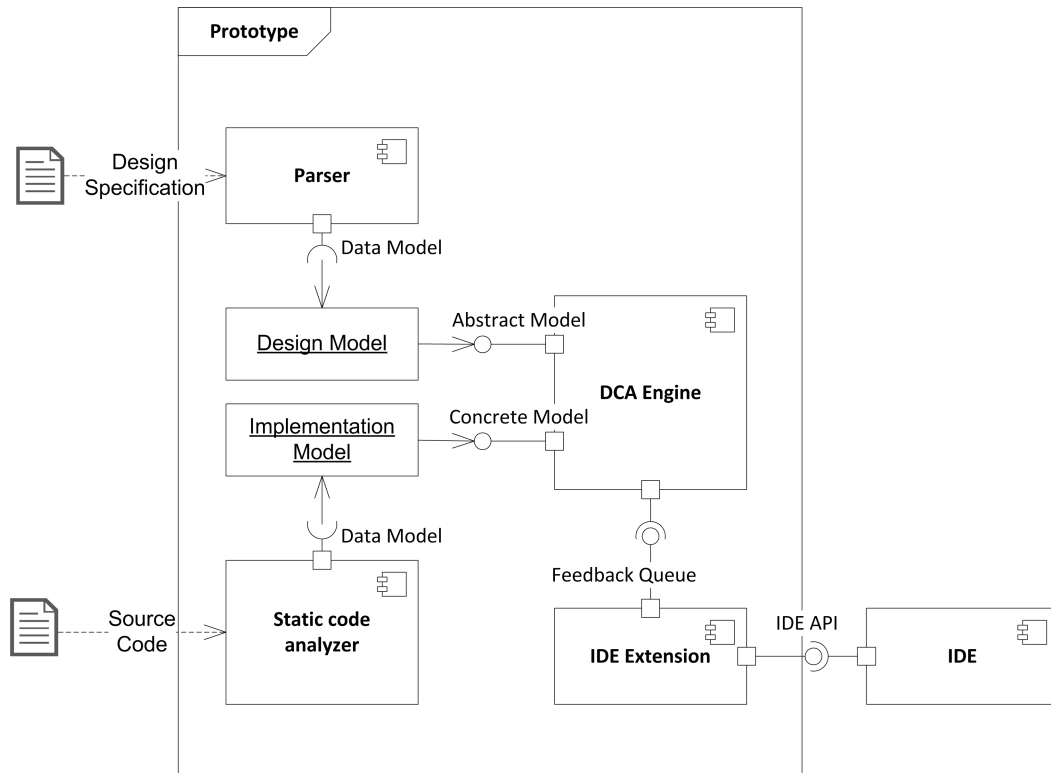 Prototype
Design
Specification
Parser
Data Model
Design Model
Abstract Model
DCA Engine
Implementation
Model
Concrete Model
Data Model
Feedback Queue
Source
Code
Static code
analyzer
IDE Extension
IDE API
IDE